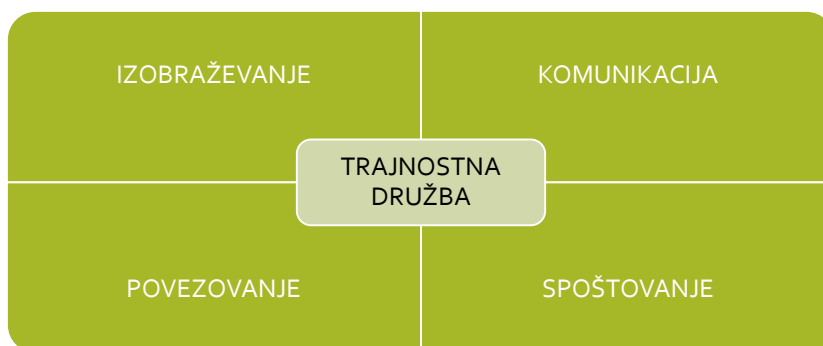 IZOBRAŽEVANJE
KOMUNIKACIJA
TRAJNOSTNA
DRUŽBA
POVEZOVANJE
SPOŠTOVANJE